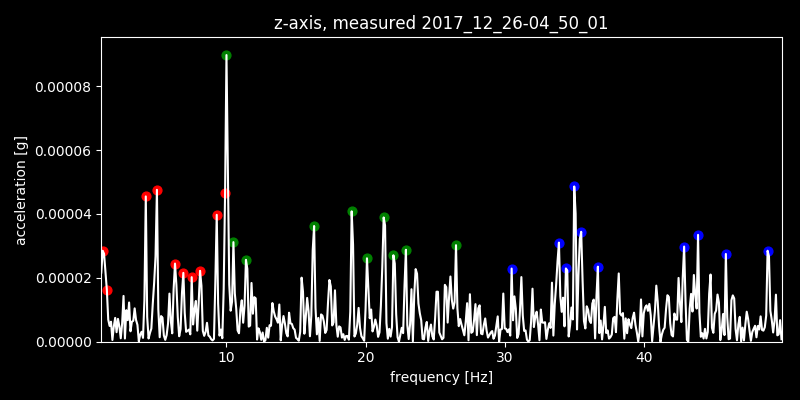 z-axis, measured 2017_12_26-04_50_01
0.00008
0.00006
0.00004
0.00002
0.00000
acceleration [g]
10 20 30 40
frequency [Hz]